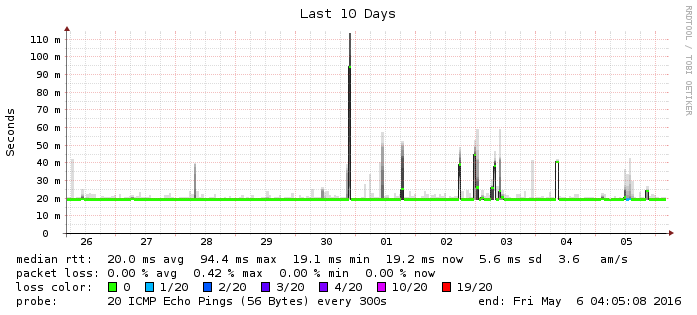 Last 10 Days
RRDTOOL / TOBI OETIKER
Seconds
110 m
100 m
90 m
80 m
70 m
60 m
50 m
40 m
30 m
20 m
10 m
0
26 27 28 29 30 01 02 03 04 05
median rtt: 20.0 ms avg 94.4 ms max 19.1 ms min 19.2 ms now 5.6 ms sd 3.6 am/s
packet loss: 0.00 % avg 0.42 % max 0.00 % min 0.00 % now
loss color: 0 1/20 2/20 3/20 4/20 10/20 19/20
probe: 20 ICMP Echo Pings (56 Bytes) every 300s end: Fri May 6 04:05:08 2016